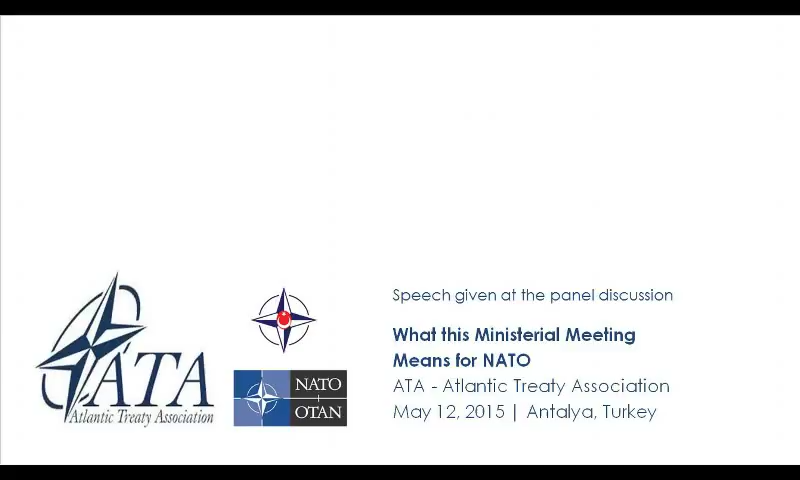 ATA
Atlantic Treaty Association
NATO
OTAN
Speech given at the panel discussion
What this Ministerial Meeting
Means for NATO
ATA - Atlantic Treaty Association
May 12, 2015 | Antalya, Turkey